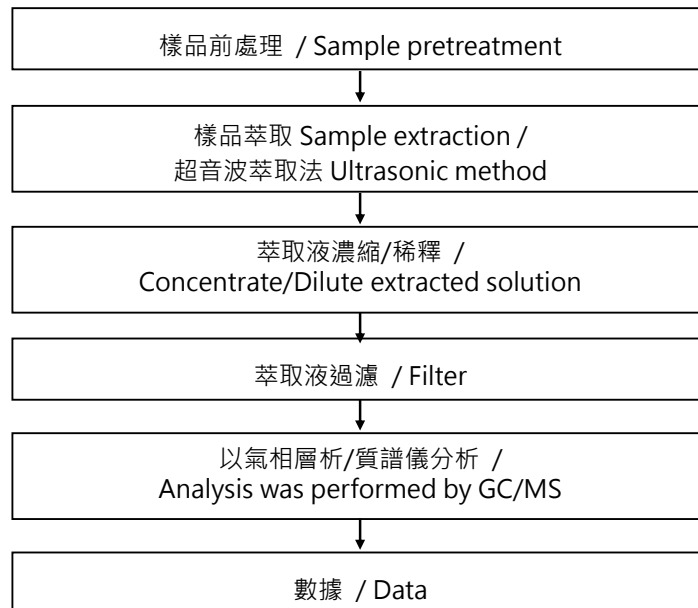 樣品前處理 / Sample pretreatment
樣品萃取 Sample extraction /
超音波萃取法 Ultrasonic method
萃取液濃縮/稀釋 /
Concentrate/Dilute extracted solution
萃取液過濾 / Filter
以氣相層析/質譜儀分析 /
Analysis was performed by GC/MS
數據 / Data